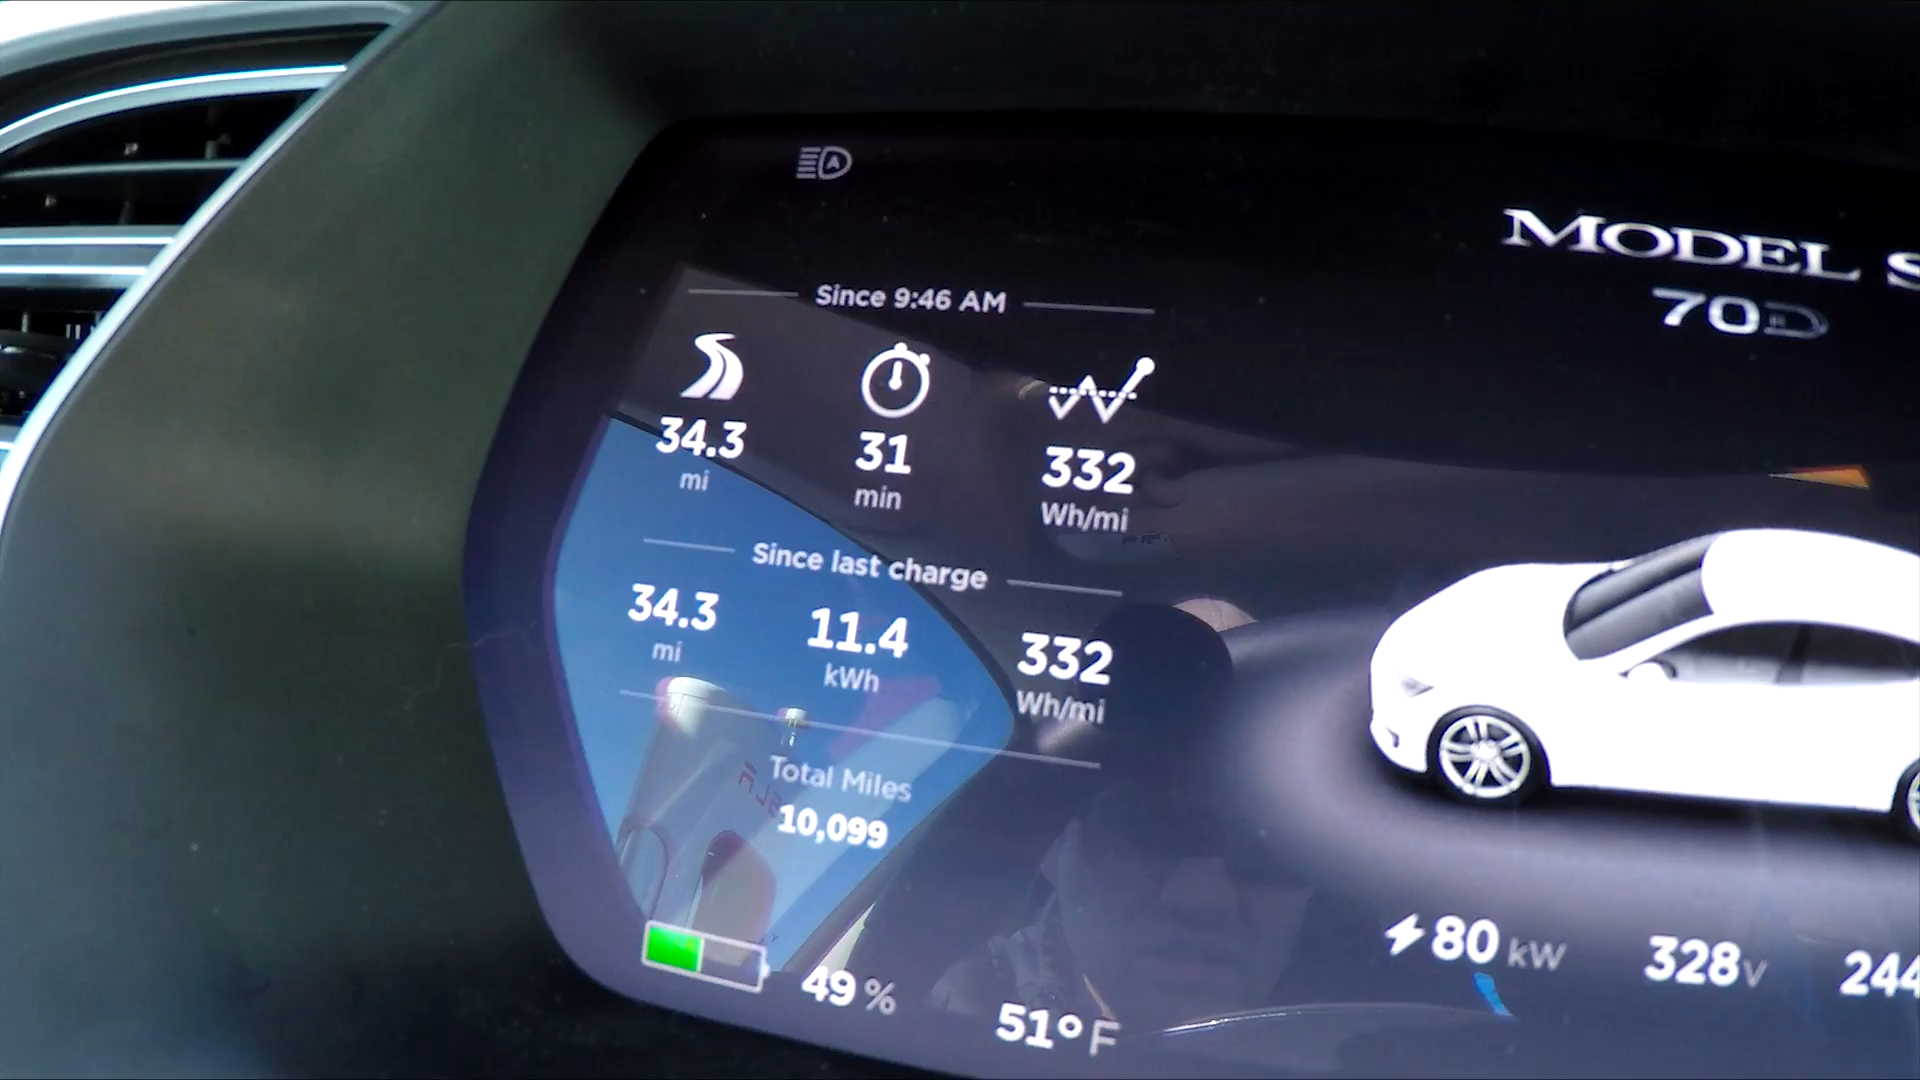 Since 9:46 AM
34.3 31 332
mi min Wh/mi
Since last charge
34.3 11.4 332
mi kWh Wh/mi
Total Miles
10,099
49 %
51° F
MODEL S
70D
80 kW 328 V 244